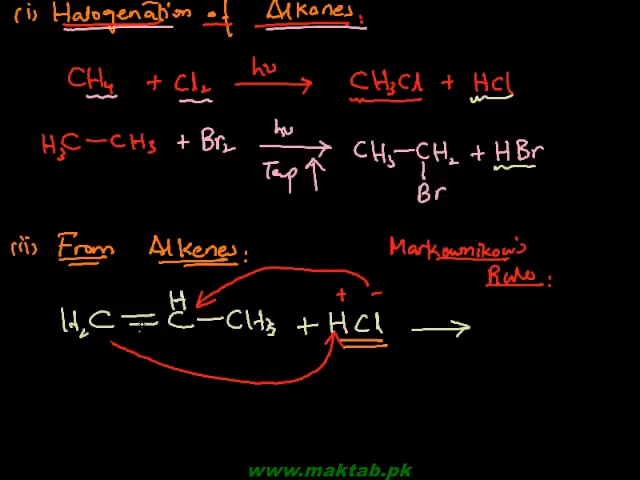 (i) Halogenation of Alkanes:
CH4 + Cl2 hν → CH3Cl + HCl
H3C—CH3 + Br2 hν Temp ↑ → CH3—CH2 + HBr
Br
(ii) From Alkenes:
Markownikow's
Rule:
H + −
H2C=C—CH3 + HCl →
www.maktab.pk